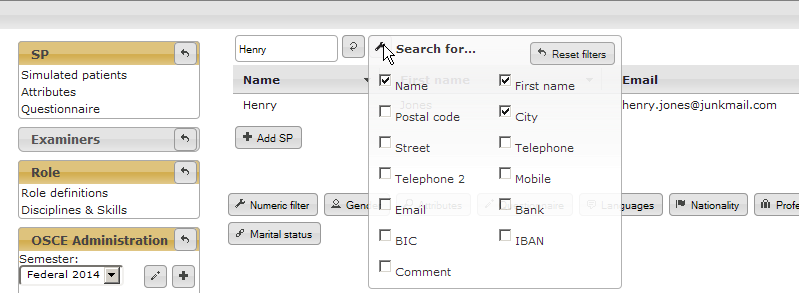 SP
Simulated patients
Attributes
Questionnaire
Examiners
Role
Role definitions
Disciplines & Skills
OSCE Administration
Semester:
Federal 2014
Henry
Search for...
Reset filters
Name First name Email
Henry Jones henry.jones@junkmail.com
Add SP
Name First name
Postal code City
Street Telephone
Telephone 2 Mobile
Email Bank
BIC IBAN
Comment
Numeric filter Gender Attributes Questionnaire Languages Nationality Profe
Marital status